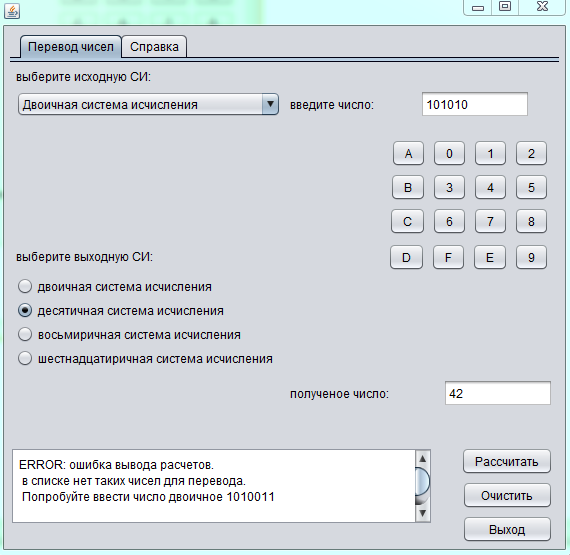 Перевод чисел Справка
выберите исходную СИ:
Двоичная система исчисления введите число: 101010
A 0 1 2
B 3 4 5
C 6 7 8
выберите выходную СИ: D F E 9
двоичная система исчисления
десятичная система исчисления
восьмиричная система исчисления
шестнадцатиричная система исчисления
полученое число: 42
ERROR: ошибка вывода расчетов.
в списке нет таких чисел для перевода.
Попробуйте ввести число двоичное 1010011
Рассчитать
Очистить
Выход